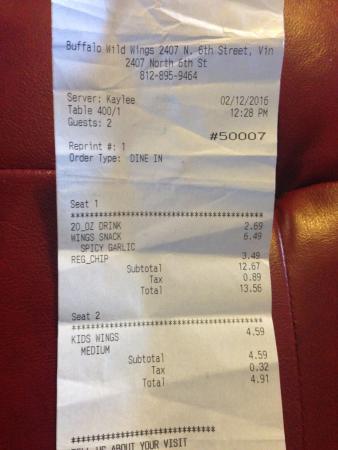 Buffalo Wild Wings 2407 N. 6th Street, Vin
2407 North 6th St
812-895-9464
Server: Kaylee 02/12/2016
Table 400/1 12:28 PM
Guests: 2
#50007
Reprint #: 1
Order Type: DINE IN
Seat 1
****************************************
20_OZ DRINK 2.69
WINGS SNACK 6.49
SPICY GARLIC
REG_CHIP 3.49
Subtotal 12.67
Tax 0.89
Total 13.56
Seat 2
****************************************
KIDS WINGS 4.59
MEDIUM
Subtotal 4.59
Tax 0.32
Total 4.91
****************************
TELL US ABOUT YOUR VISIT